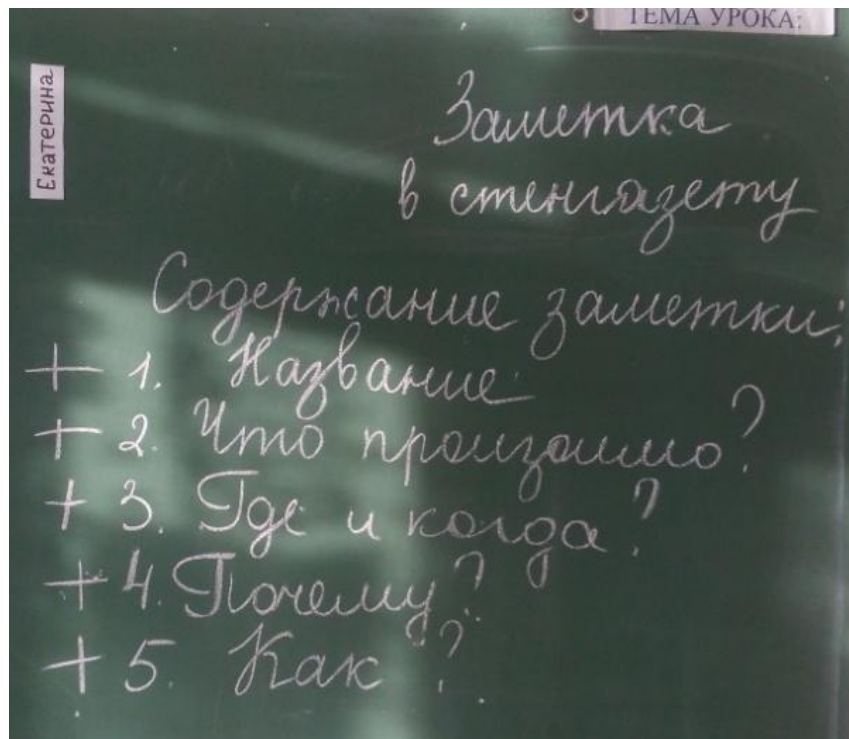 ТЕМА УРОКА:
Екатерина
Заметка
в стенгазету
Содержание заметки:
+ 1. Название
+ 2. Что произошло?
+ 3. Где и когда?
+ 4. Почему?
+ 5. Как?